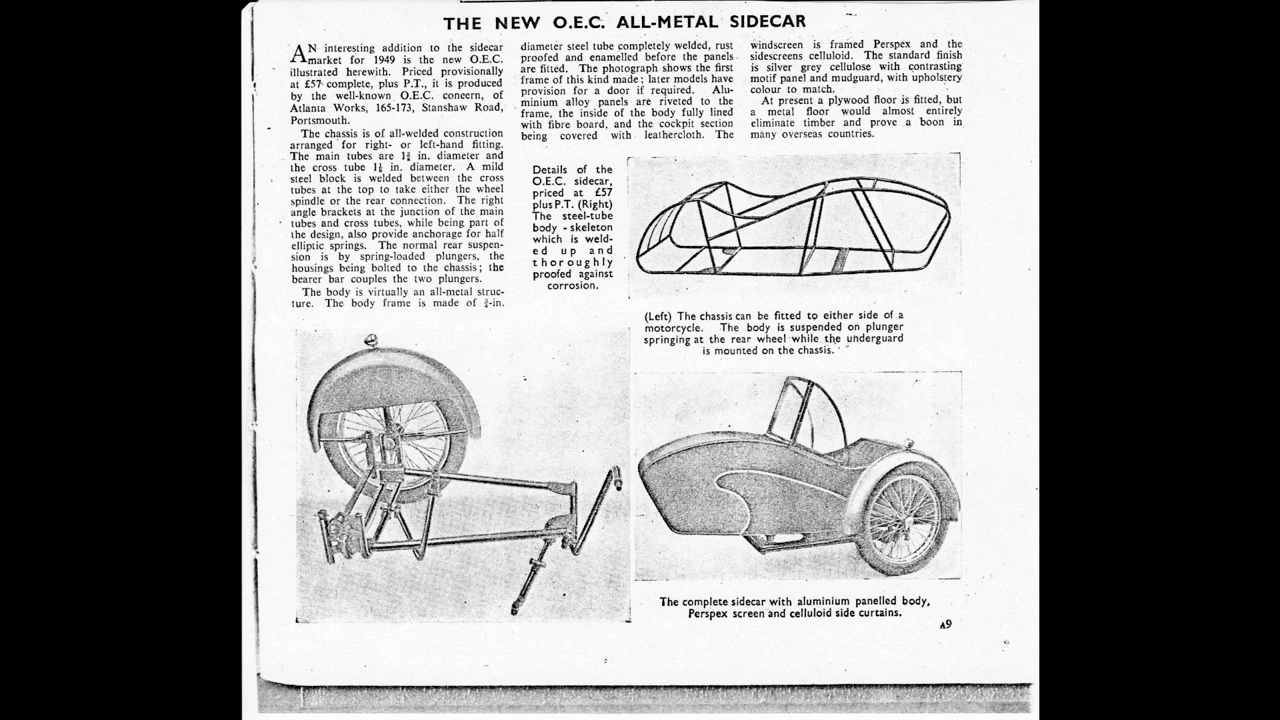 THE NEW O.E.C. ALL-METAL SIDECAR
AN interesting addition to the sidecar
market for 1949 is the new O.E.C.
illustrated herewith. Priced provisionally
at £57 complete, plus P.T., it is produced
by the well-known O.E.C. concern, of
Atlanta Works, 165-173, Stanshaw Road,
Portsmouth.
The chassis is of all-welded construction
arranged for right- or left-hand fitting.
The main tubes are in. diameter and
the cross tube in. diameter. A mild
steel block is welded between the cross
tubes at the top to take either the wheel
spindle or the rear connection. The right
angle brackets at the junction of the main
tubes and cross tubes, while being part of
the design, also provide anchorage for half
elliptic springs. The normal rear suspen-
sion is by spring-loaded plungers, the
housings being bolted to the chassis; the
bearer bar couples the two plungers.
The body is virtually an all-metal struc-
ture. The body frame is made of -in.
diameter steel tube completely welded, rust
proofed and enamelled before the panels
are fitted. The photograph shows the first
frame of this kind made; later models have
provision for a door if required. Alu-
minium alloy panels are riveted to the
frame, the inside of the body fully lined
with fibre board, and the cockpit section
being covered with leathercloth. The
windscreen is framed Perspex and the
sidescreens celluloid. The standard finish
is silver grey cellulose with contrasting
motif panel and mudguard, with upholstery
colour to match.
At present a plywood floor is fitted, but
a metal floor would almost entirely
eliminate timber and prove a boon in
many overseas countries.
Details of the
O.E.C. sidecar,
priced at £57
plus P.T. (Right)
The steel-tube
body - skeleton
which is weld-
ed up and
thoroughly
proofed against
corrosion.
(Left) The chassis can be fitted to either side of a
motorcycle. The body is suspended on plunger
springing at the rear wheel while the underguard
is mounted on the chassis.
The complete sidecar with aluminium panelled body,
Perspex screen and celluloid side curtains.
A9